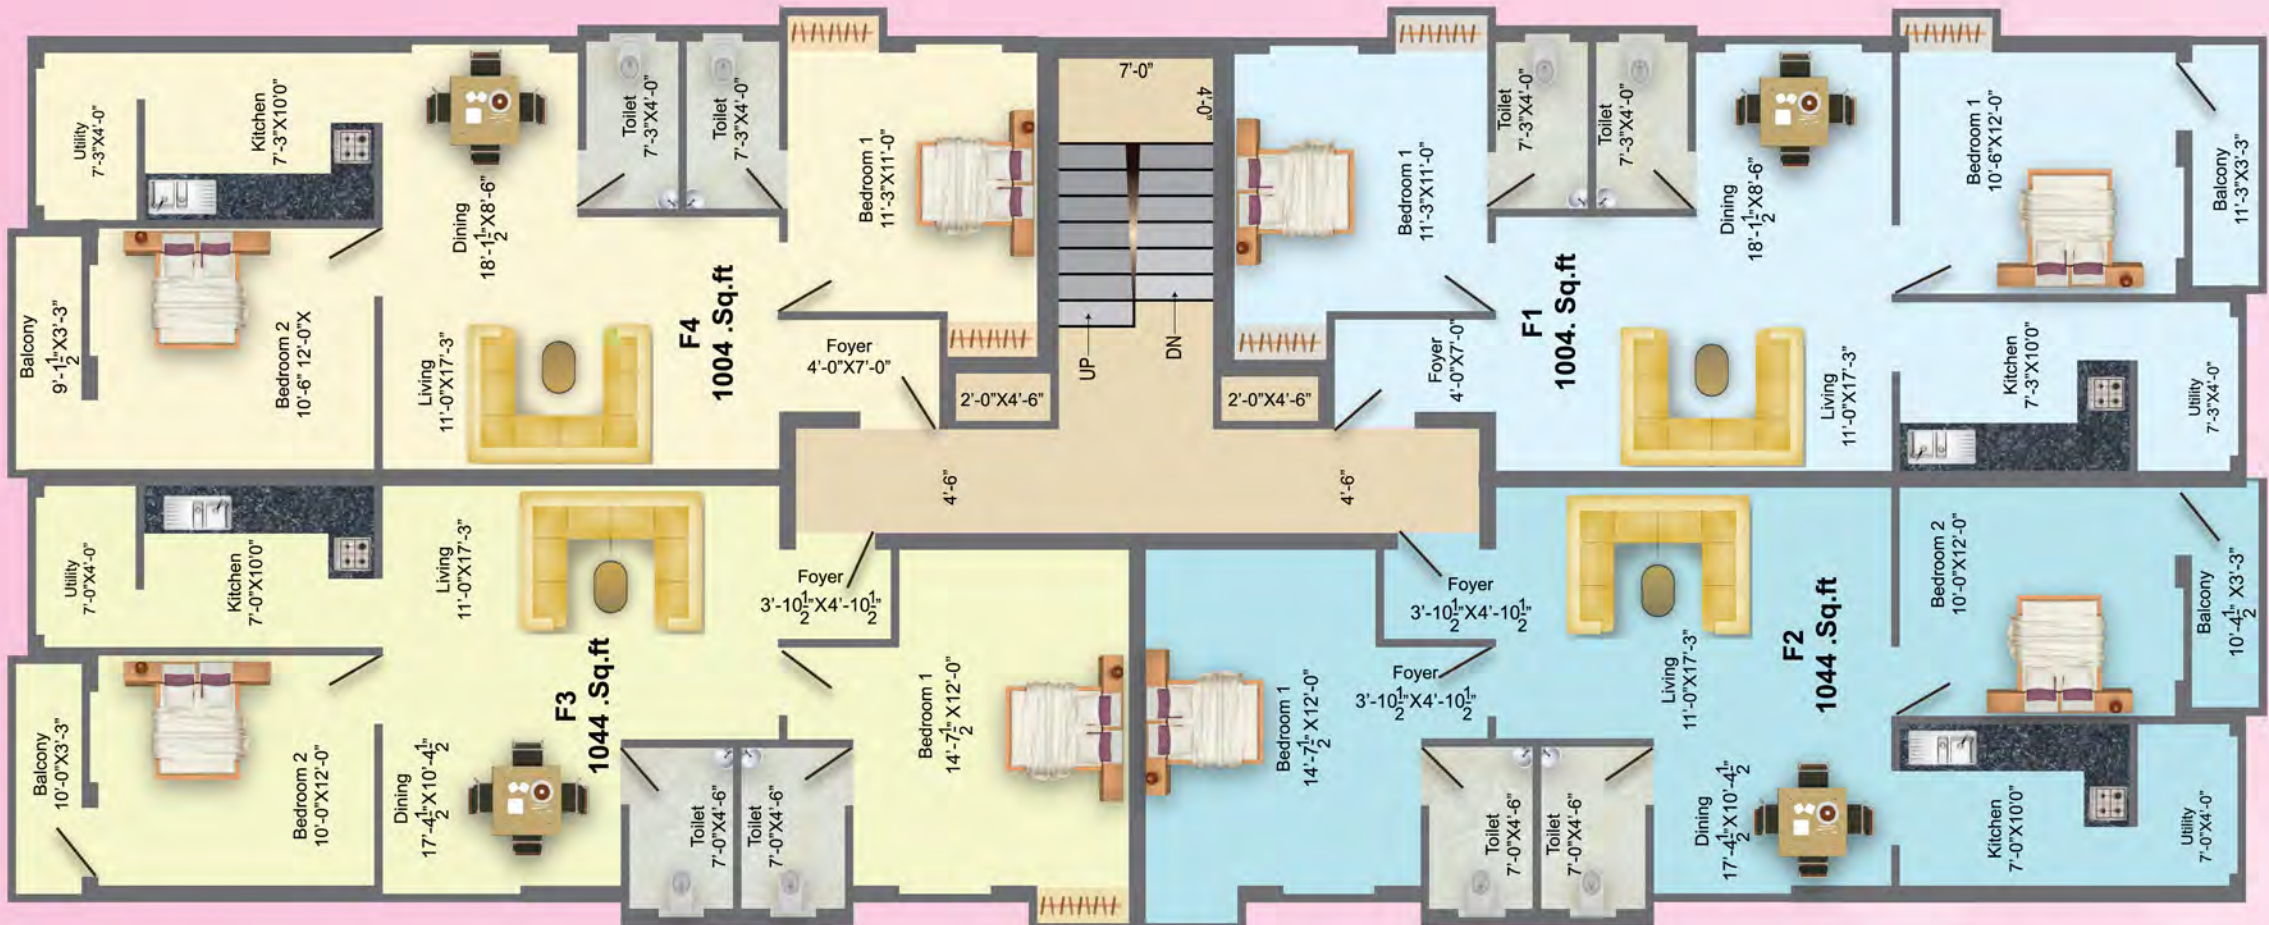 Utility
7'-3"X4'-0"
Kitchen
7'-3"X10'0"
Dining
18'-1½"X8'-6"
Toilet
7'-3"X4'-0"
Toilet
7'-3"X4'-0"
Bedroom 1
11'-3"X11'-0"
Balcony
9'-1½"X3'-3"
Bedroom 2
10'-6" 12'-0"X
Living
11'-0"X17'-3"
F4
1004 .Sq.ft
Foyer
4'-0"X7'-0"
2'-0"X4'-6"
7'-0"
4'-0"
UP
DN
2'-0"X4'-6"
4'-6"
4'-6"
Bedroom 1
11'-3"X11'-0"
Toilet
7'-3"X4'-0"
Toilet
7'-3"X4'-0"
Dining
18'-1½"X8'-6"
Bedroom 1
10'-6"X12'-0"
Balcony
11'-3"X3'-3"
Foyer
4'-0"X7'-0"
F1
1004. Sq.ft
Living
11'-0"X17'-3"
Kitchen
7'-3"X10'0"
Utility
7'-3"X4'-0"
Utility
7'-0"X4'-0"
Kitchen
7'-0"X10'0"
Living
11'-0"X17'-3"
Foyer
3'-10½"X4'-10½"
Balcony
10'-0"X3'-3"
Bedroom 2
10'-0"X12'-0"
Dining
17'-4½"X10'-4½"
F3
1044 .Sq.ft
Toilet
7'-0"X4'-6"
Toilet
7'-0"X4'-6"
Bedroom 1
14'-7½"X12'-0"
Bedroom 1
14'-7½"X12'-0"
Foyer
3'-10½"X4'-10½"
Foyer
3'-10½"X4'-10½"
Toilet
7'-0"X4'-6"
Toilet
7'-0"X4'-6"
Living
11'-0"X17'-3"
F2
1044 .Sq.ft
Dining
17'-4½"X10'-4½"
Bedroom 2
10'-0"X12'-0"
Balcony
10'-4½" X3'-3"
Kitchen
7'-0"X10'0"
Utility
7'-0"X4'-0"